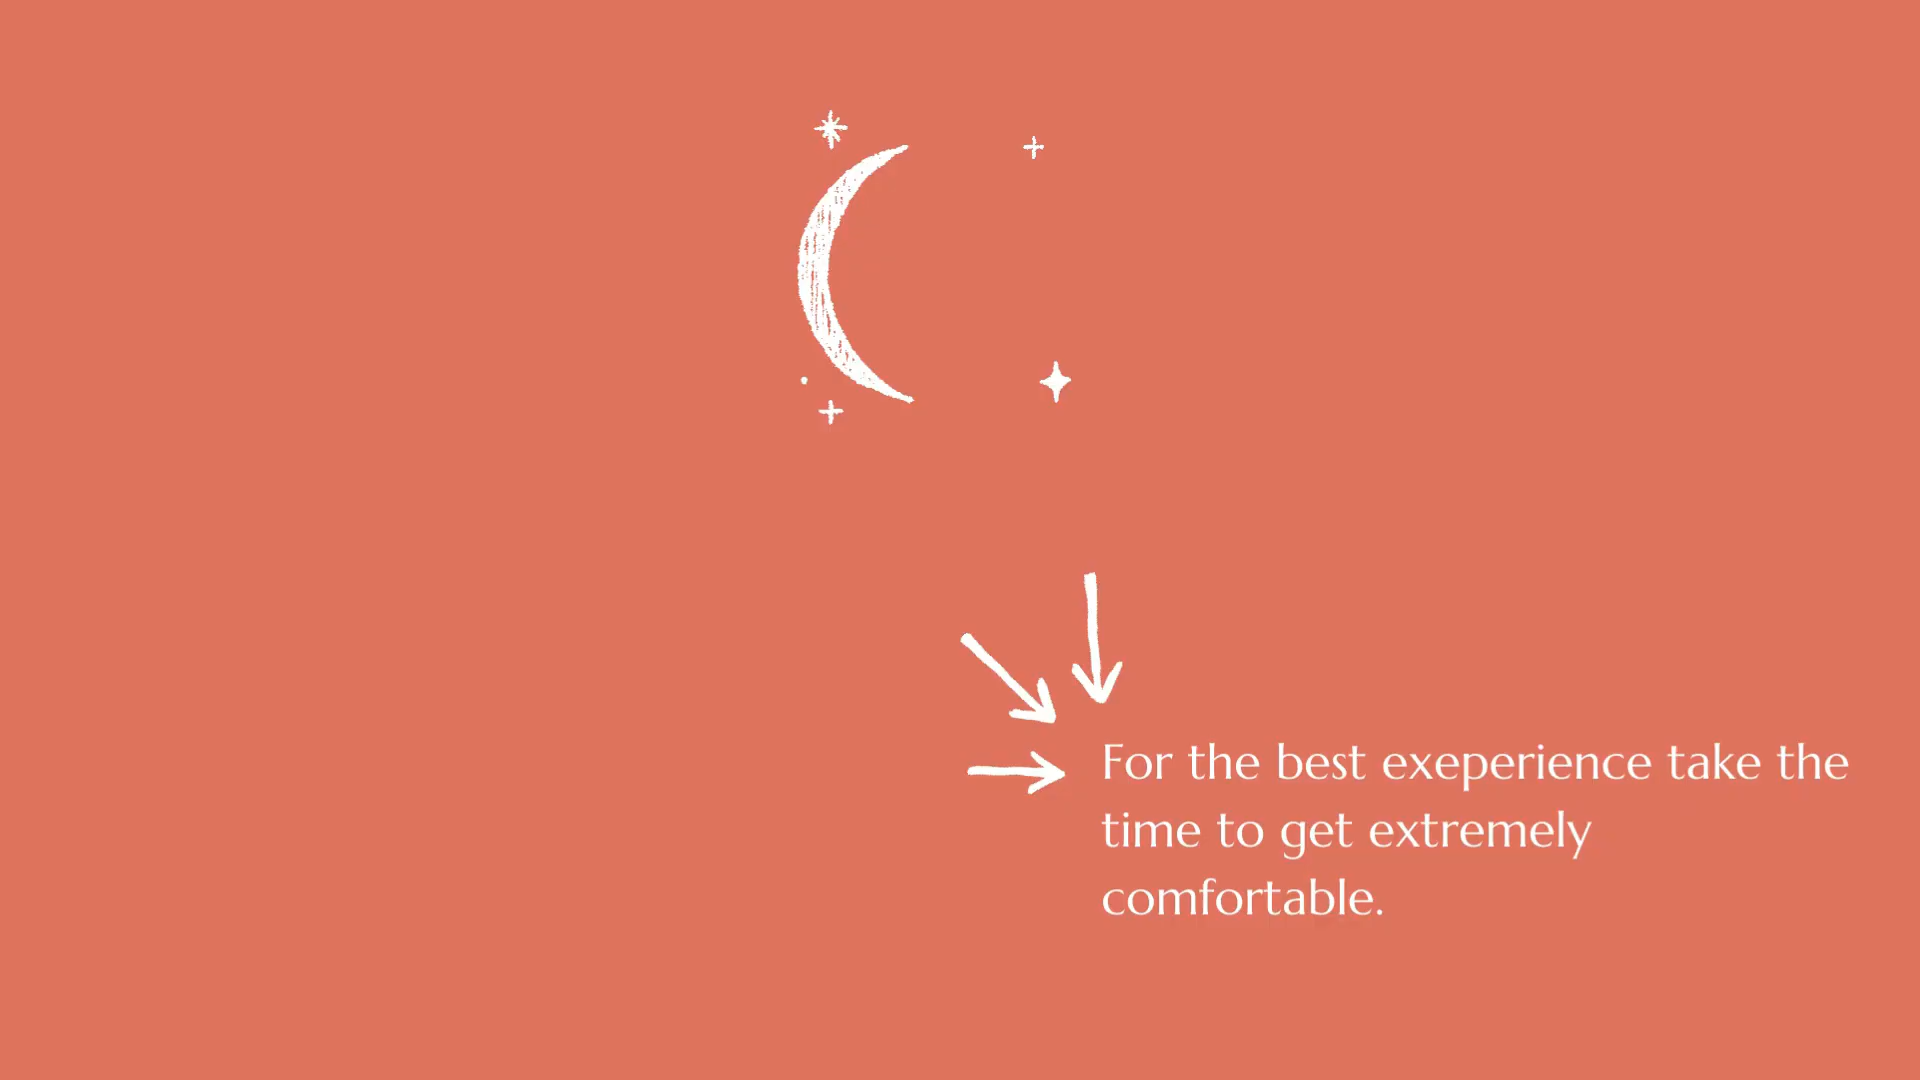 For the best exeperience take the
time to get extremely
comfortable.